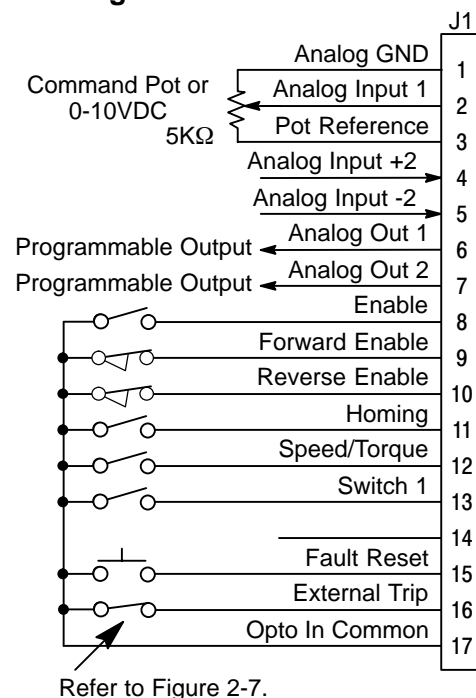 J1
Analog GND 1
Command Pot or
0-10VDC
Analog Input 1 2
5KΩ
Pot Reference 3
Analog Input +2 4
Analog Input -2 5
Programmable Output Analog Out 1 6
Programmable Output Analog Out 2 7
Enable 8
Forward Enable 9
Reverse Enable 10
Homing 11
Speed/Torque 12
Switch 1 13
14
Fault Reset 15
External Trip 16
Opto In Common 17
Refer to Figure 2-7.